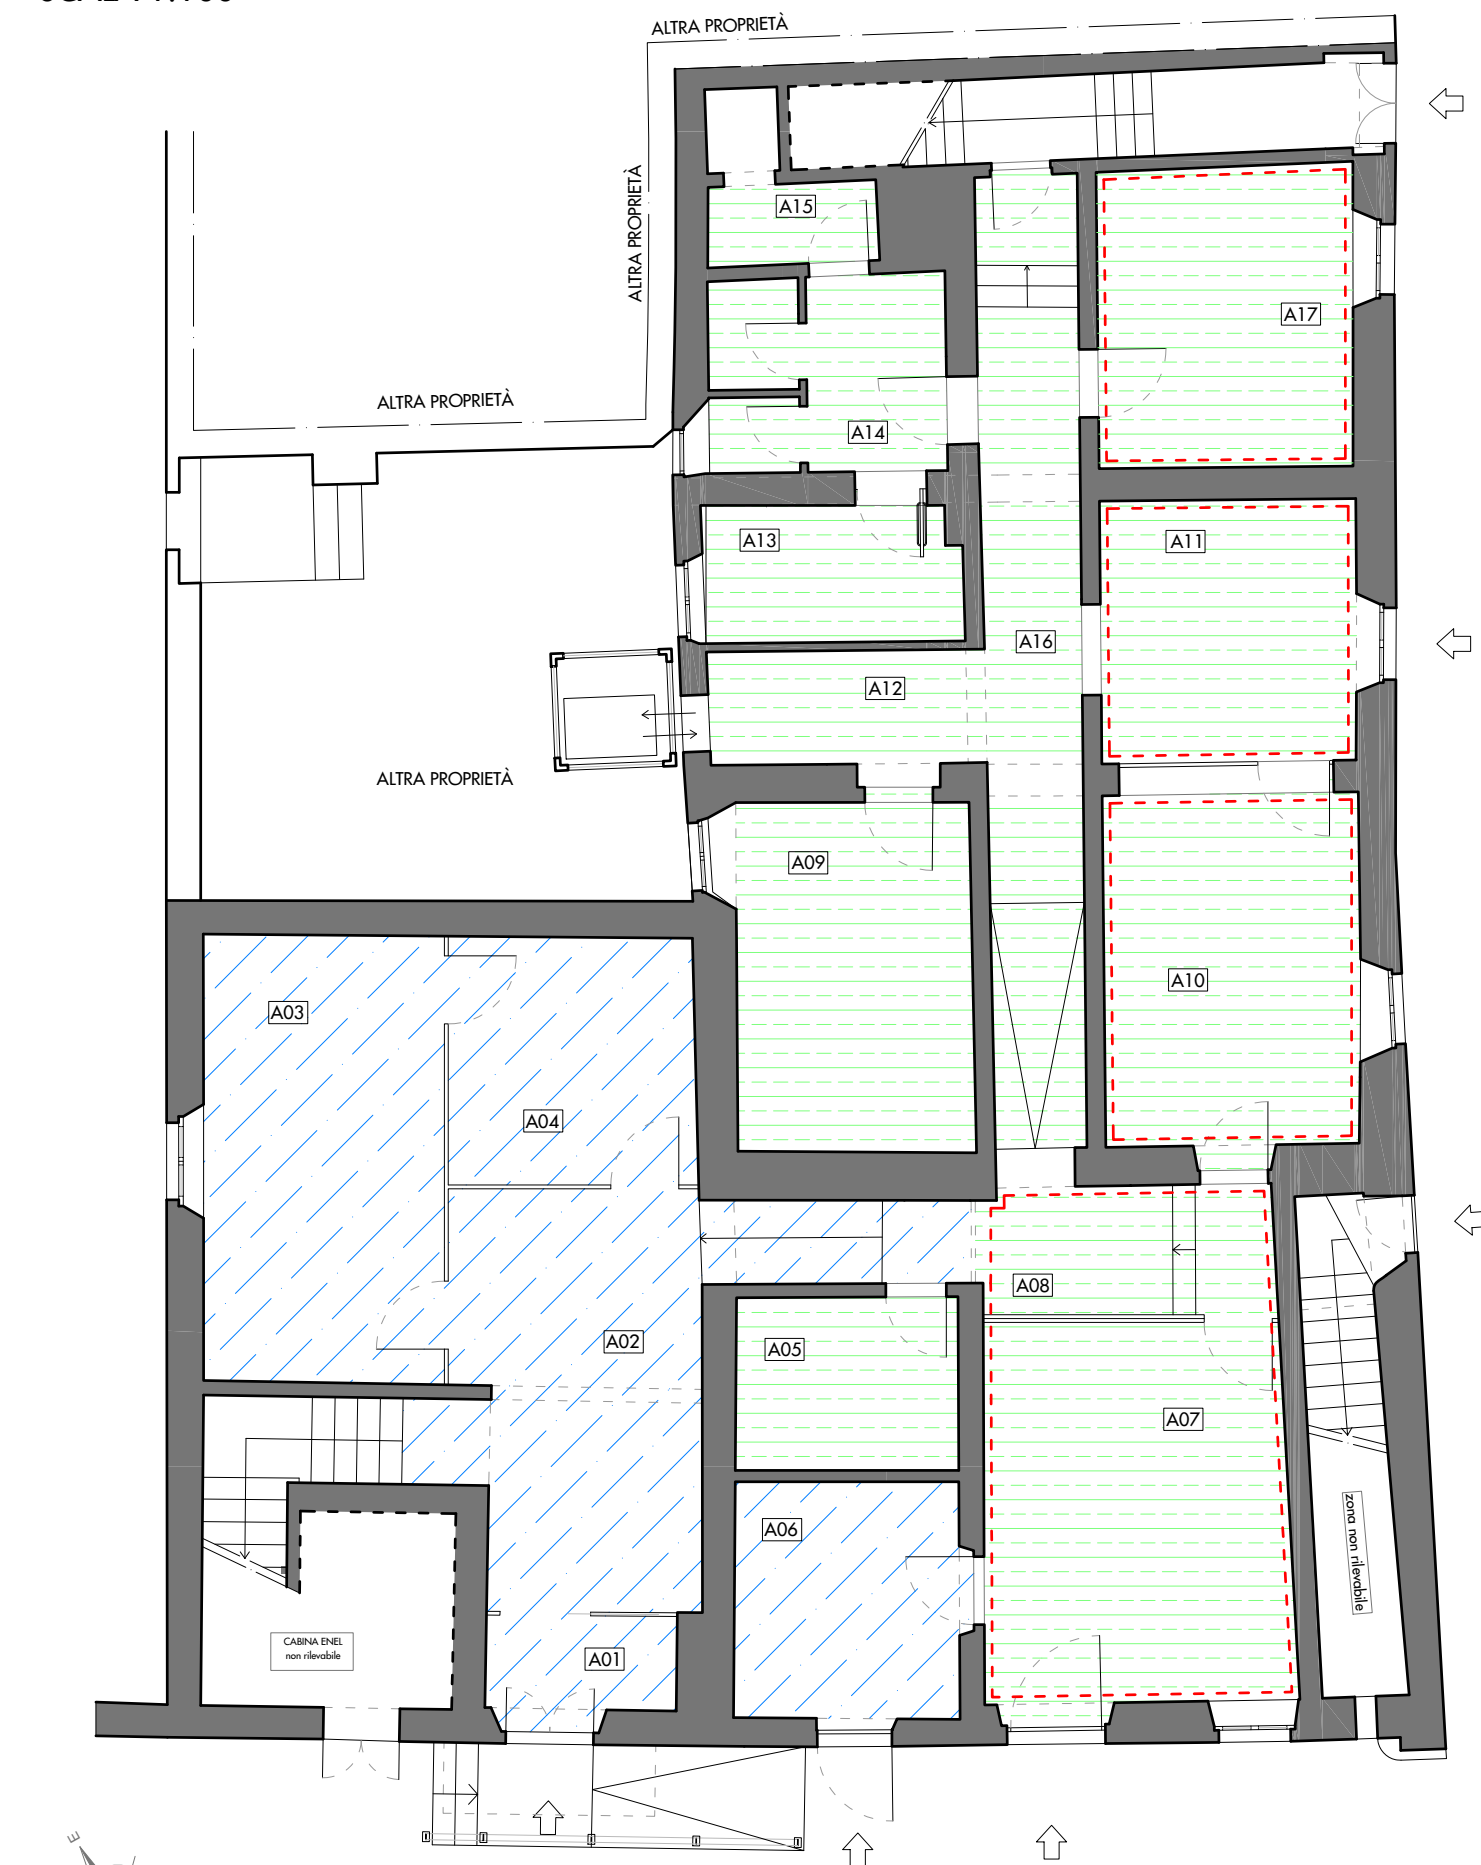 ALTRA PROPRIETÀ
ALTRA PROPRIETÀ
A15
A17
ALTRA PROPRIETÀ
A14
A13
A11
A16
A12
ALTRA PROPRIETÀ
A09
A10
A03
A04
A08
A02
A05
A07
A06
zona non rilevabile
CABINA ENEL
non rilevabile
A01
E